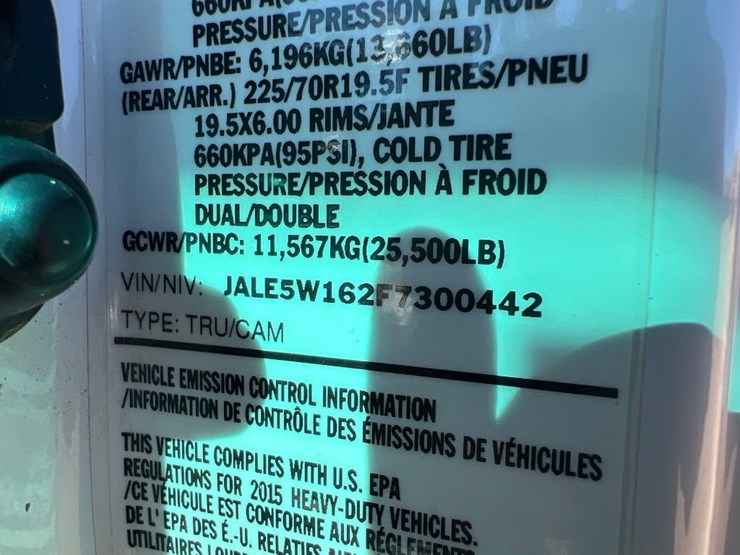 PRESSURE/PRESSION À FROID
GAWR/PNBE: 6,196KG(13,660LB)
(REAR/ARR.) 225/70R19.5F TIRES/PNEU
19.5X6.00 RIMS/JANTE
660KPA(95PSI), COLD TIRE
PRESSURE/PRESSION À FROID
DUAL/DOUBLE
GCWR/PNBC: 11,567KG(25,500LB)
VIN/NIV: JALE5W162F7300442
TYPE: TRU/CAM
VEHICLE EMISSION CONTROL INFORMATION
/INFORMATION DE CONTRÔLE DES ÉMISSIONS DE VÉHICULES
THIS VEHICLE COMPLIES WITH U.S. EPA
REGULATIONS FOR 2015 HEAVY-DUTY VEHICLES.
/CE VÉHICULE EST CONFORME AUX RÉGLEMENTS
DE L'EPA DES É.-U. RELATIFS
UTILITAIRES